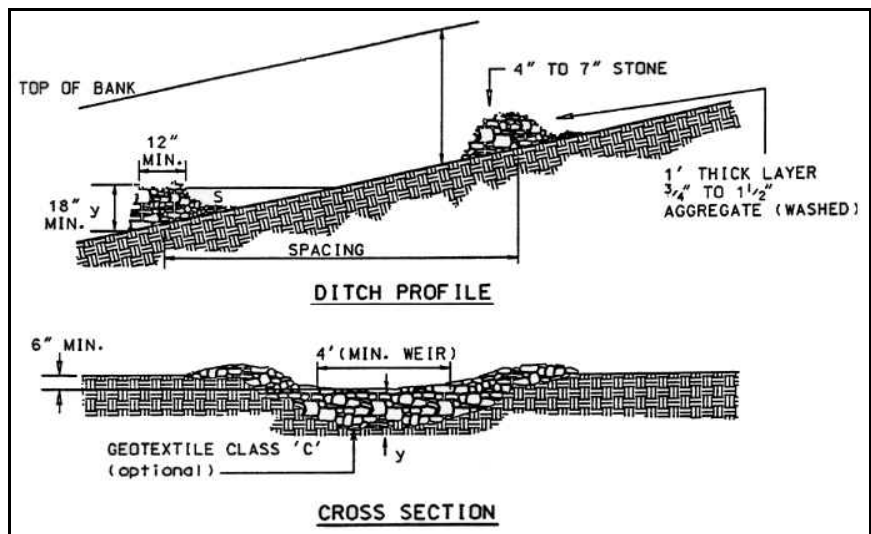 TOP OF BANK
4" TO 7" STONE
12"
MIN.
18"
MIN.
y
S
1' THICK LAYER
3/4" TO 1 1/2"
AGGREGATE (WASHED)
SPACING
DITCH PROFILE
6" MIN.
4' (MIN. WEIR)
GEOTEXTILE CLASS 'C'
(optional)
y
CROSS SECTION